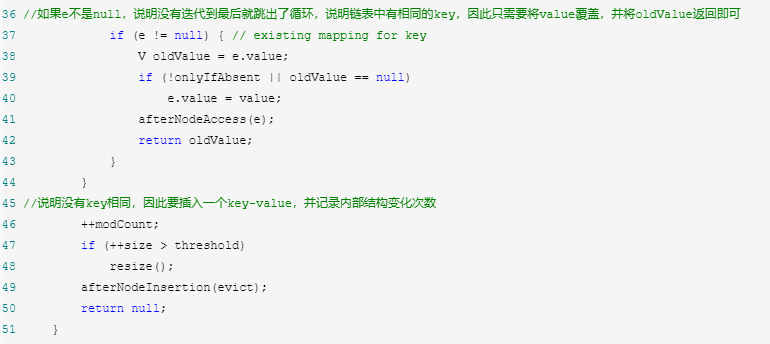 36 //如果e不是null，说明没有迭代到最后就跳出了循环，说明链表中有相同的key，因此只需要将value覆盖，并将oldValue返回即可
37             if (e != null) { // existing mapping for key
38                 V oldValue = e.value;
39                 if (!onlyIfAbsent || oldValue == null)
40                     e.value = value;
41                 afterNodeAccess(e);
42                 return oldValue;
43             }
44         }
45 //说明没有key相同，因此要插入一个key-value，并记录内部结构变化次数
46         ++modCount;
47         if (++size > threshold)
48             resize();
49         afterNodeInsertion(evict);
50         return null;
51     }